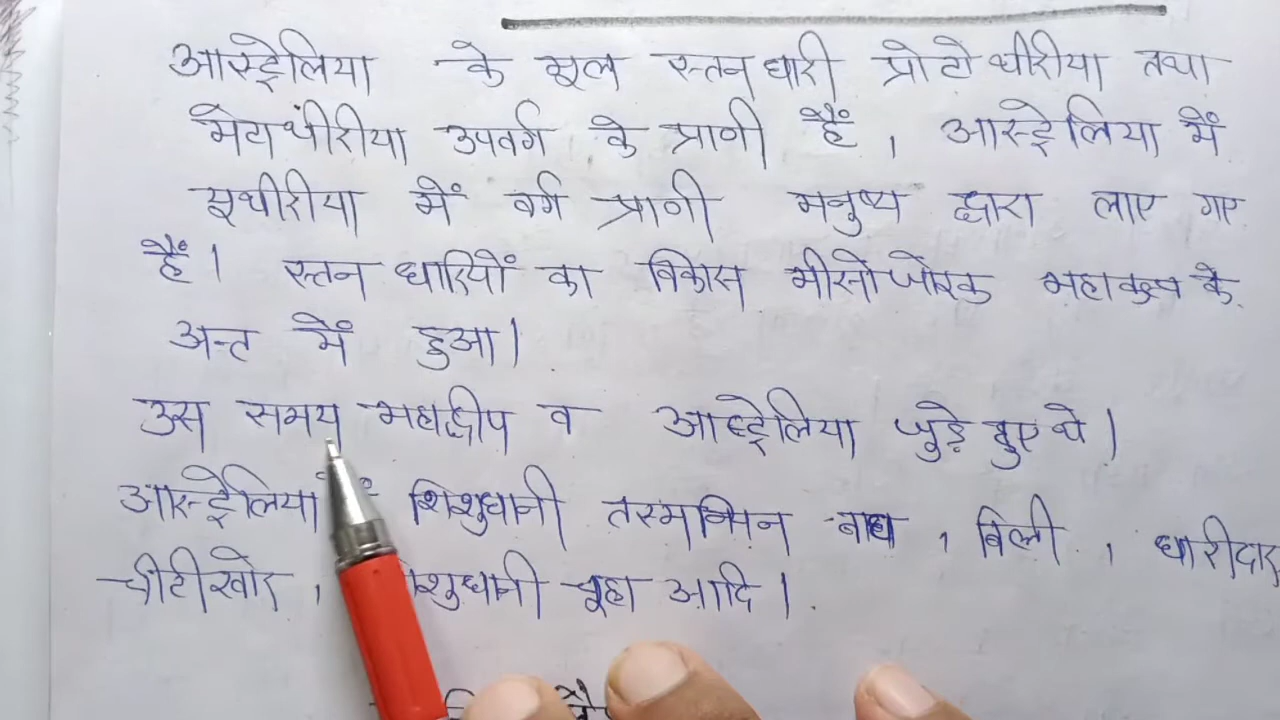 आस्ट्रेलिया के मूल स्तनधारी प्रोटोथीरीया तथा
मेटाथीरीया उपवर्ग के प्राणी हैं, आस्ट्रेलिया में
यूथीरीया में वर्ग प्राणी मनुष्य द्वारा लाए गए
हैं। स्तन धारियों का विकास मीसोजोइक महाकल्प के
अन्त में हुआ।
उस समय महाद्वीप व आस्ट्रेलिया जुड़े हुए थे।
आस्ट्रेलिया शिशुधानी तस्मानियन बाघ, बिल्ली, धारीदार
चीटीखोर, शिशुधानी चूहा आदि।